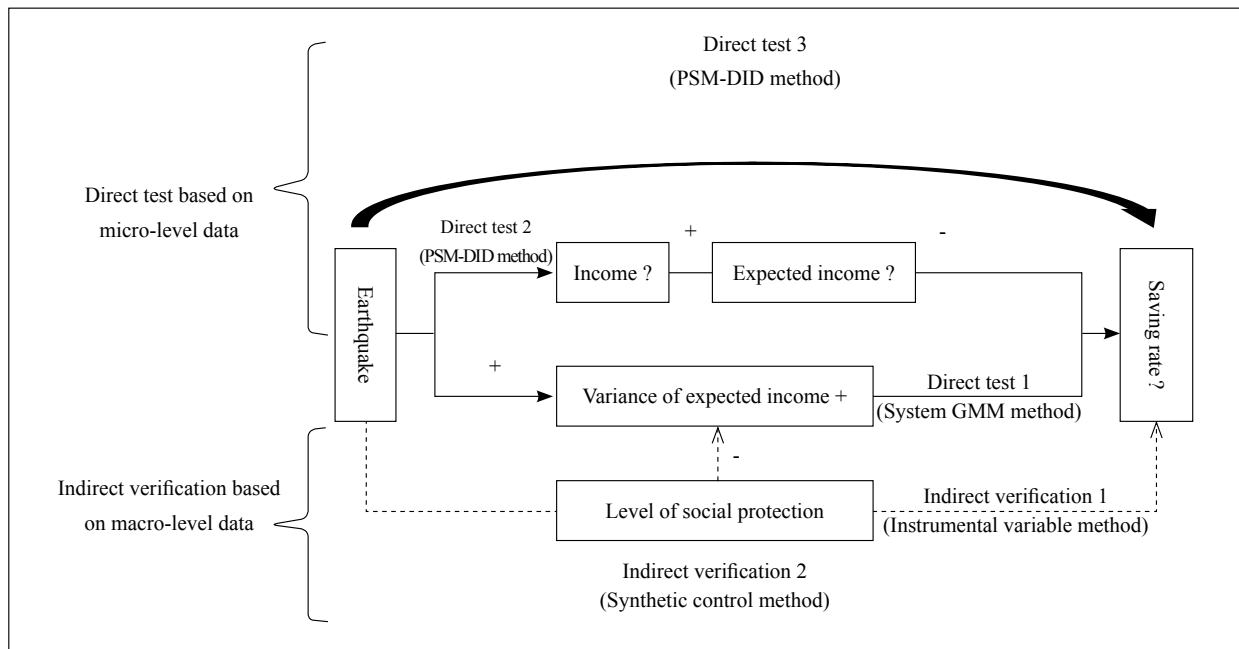 Direct test 3
(PSM-DID method)
Direct test based on
micro-level data
Direct test 2
(PSM-DID method)
+
-
Income ?
Expected income ?
Earthquake
Saving rate ?
+
Variance of expected income +
Direct test 1
(System GMM method)
-
Indirect verification based
on macro-level data
Level of social protection
Indirect verification 1
(Instrumental variable method)
Indirect verification 2
(Synthetic control method)